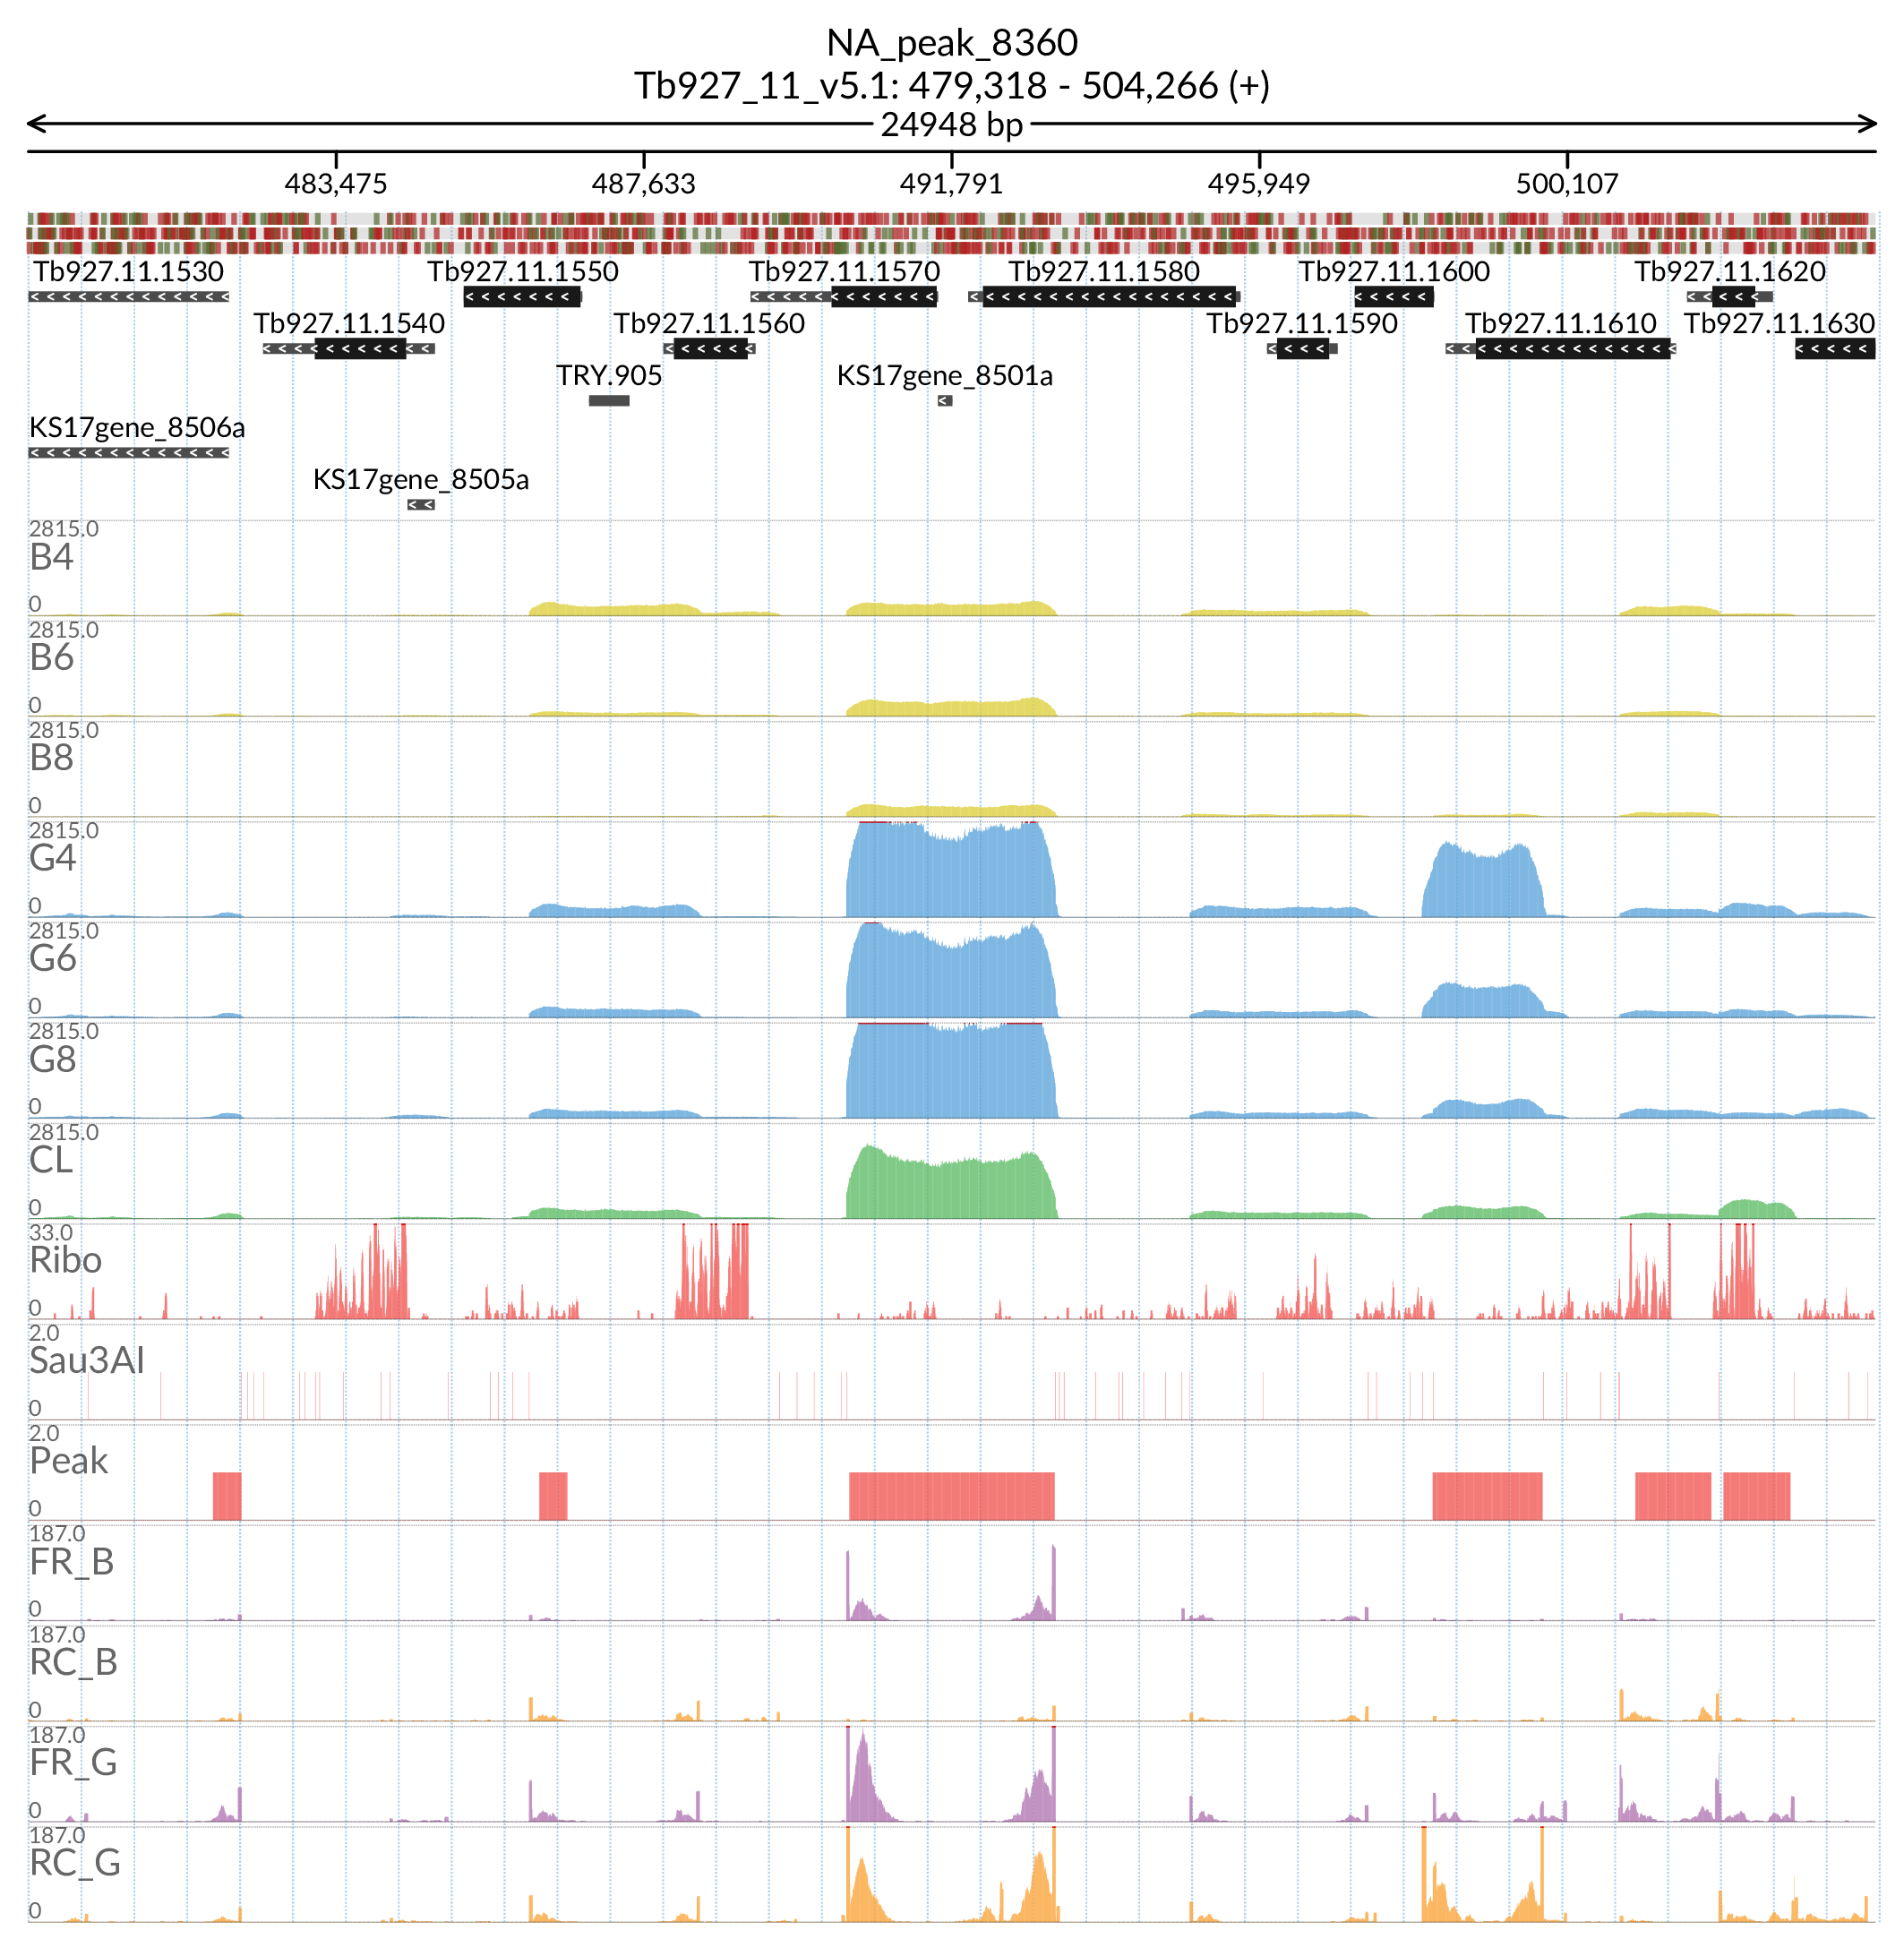 NA_peak_8360
Tb927_11_v5.1: 479,318 - 504,266 (+)
24948 bp
483,475 487,633 491,791 495,949 500,107
Tb927.11.1530 Tb927.11.1550 Tb927.11.1570 Tb927.11.1580 Tb927.11.1600 Tb927.11.1620
Tb927.11.1540 Tb927.11.1560 Tb927.11.1590 Tb927.11.1610 Tb927.11.1630
TRY.905 KS17gene_8501a
KS17gene_8506a
KS17gene_8505a
2815.0
B4
0
2815.0
B6
0
2815.0
B8
0
2815.0
G4
0
2815.0
G6
0
2815.0
G8
0
2815.0
CL
0
33.0
Ribo
0
2.0
Sau3AI
0
2.0
Peak
0
187.0
FR_B
0
187.0
RC_B
0
187.0
FR_G
0
187.0
RC_G
0